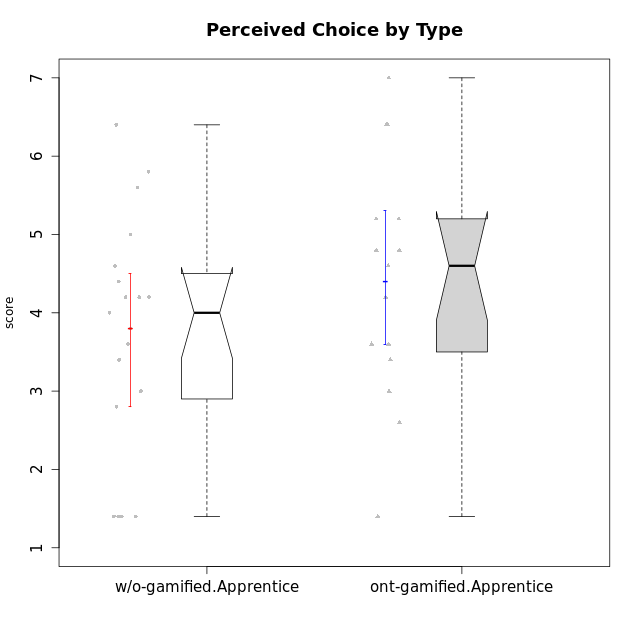 Perceived Choice by Type
score
7
6
5
4
3
2
1
w/o-gamified.Apprentice
ont-gamified.Apprentice